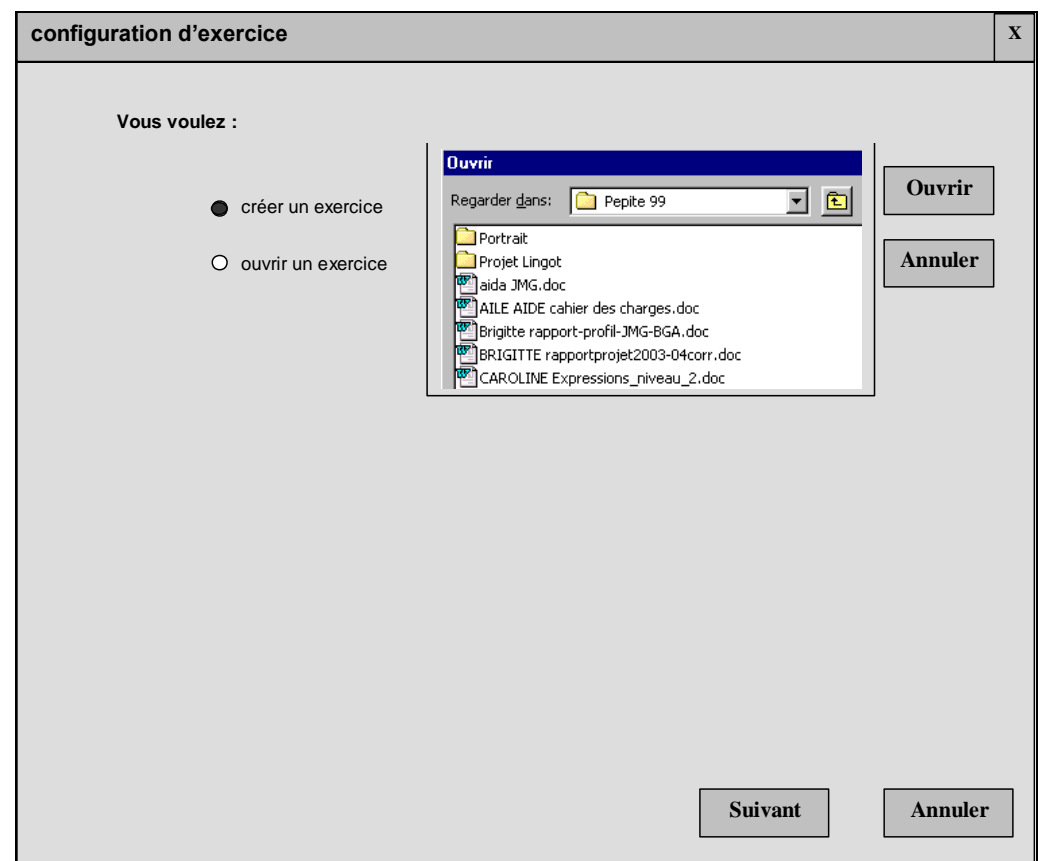 configuration d'exercice
X
Vous voulez :
créer un exercice
ouvrir un exercice
Ouvrir
Regarder dans:
Pepite 99
Portrait
Projet Lingot
aida JMG.doc
AILE AIDE cahier des charges.doc
Brigitte rapport-profil-JMG-BGA.doc
BRIGITTE rapportprojet2003-04corr.doc
CAROLINE Expressions_niveau_2.doc
Ouvrir
Annuler
Suivant
Annuler